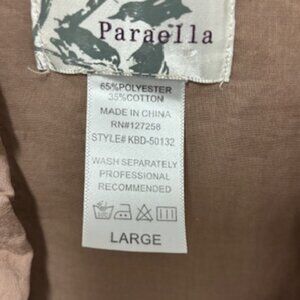 Paraella
65%POLYESTER
35%COTTON
MADE IN CHINA
RN#127258
STYLE# KBD-50132
WASH SEPARATELY
PROFESSIONAL
RECOMMENDED
LARGE